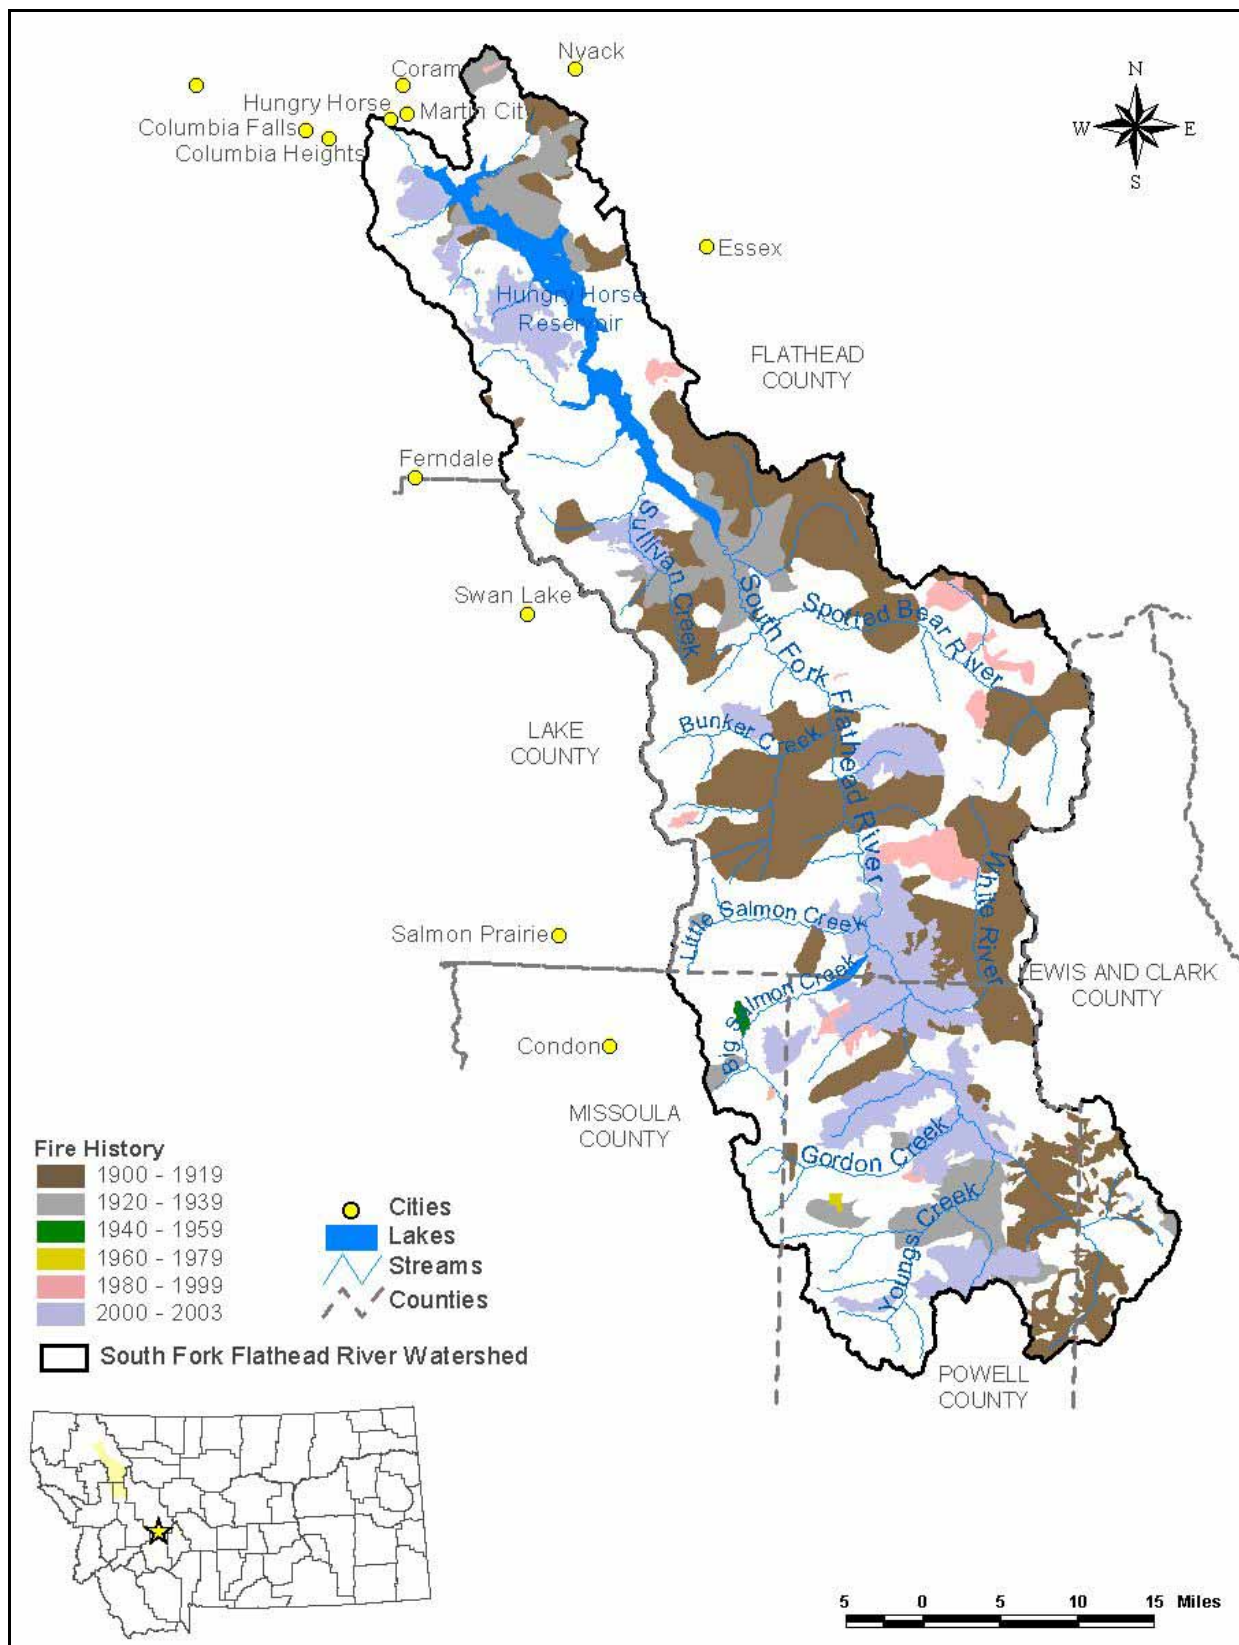 Nyack
Coram
Hungry Horse
Martin City
Columbia Falls
Columbia Heights
N
W
E
S
Essex
Hungry Horse
Reservoir
FLATHEAD
COUNTY
Ferndale
Sullivan Creek
Swan Lake
South Fork Flathead River
Spotted Bear River
LAKE
COUNTY
Bunker Creek
White River
Little Salmon Creek
Salmon Prairie
Big Salmon Creek
LEWIS AND CLARK
COUNTY
Condon
MISSOULA
COUNTY
Gordon Creek
Youngs Creek
POWELL
COUNTY
Fire History
1900 - 1919
1920 - 1939
1940 - 1959
1960 - 1979
1980 - 1999
2000 - 2003
Cities
Lakes
Streams
Counties
South Fork Flathead River Watershed
5 0 5 10 15 Miles